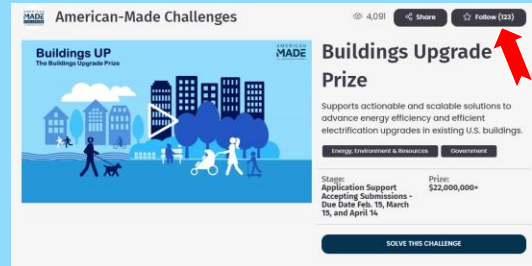 AMERICAN
MADE
American-Made Challenges
4,091
Share
Follow (123)
Buildings UP
The Buildings Upgrade Prize
AMERICAN
MADE
Buildings Upgrade
Prize
Supports actionable and scalable solutions to
advance energy efficiency and efficient
electrification upgrades in existing U.S. buildings.
Energy, Environment & Resources
Government
Stage:
Application Support
Accepting Submissions -
Due Date Feb. 15, March
15, and April 14
Prize:
$22,000,000+
SOLVE THIS CHALLENGE